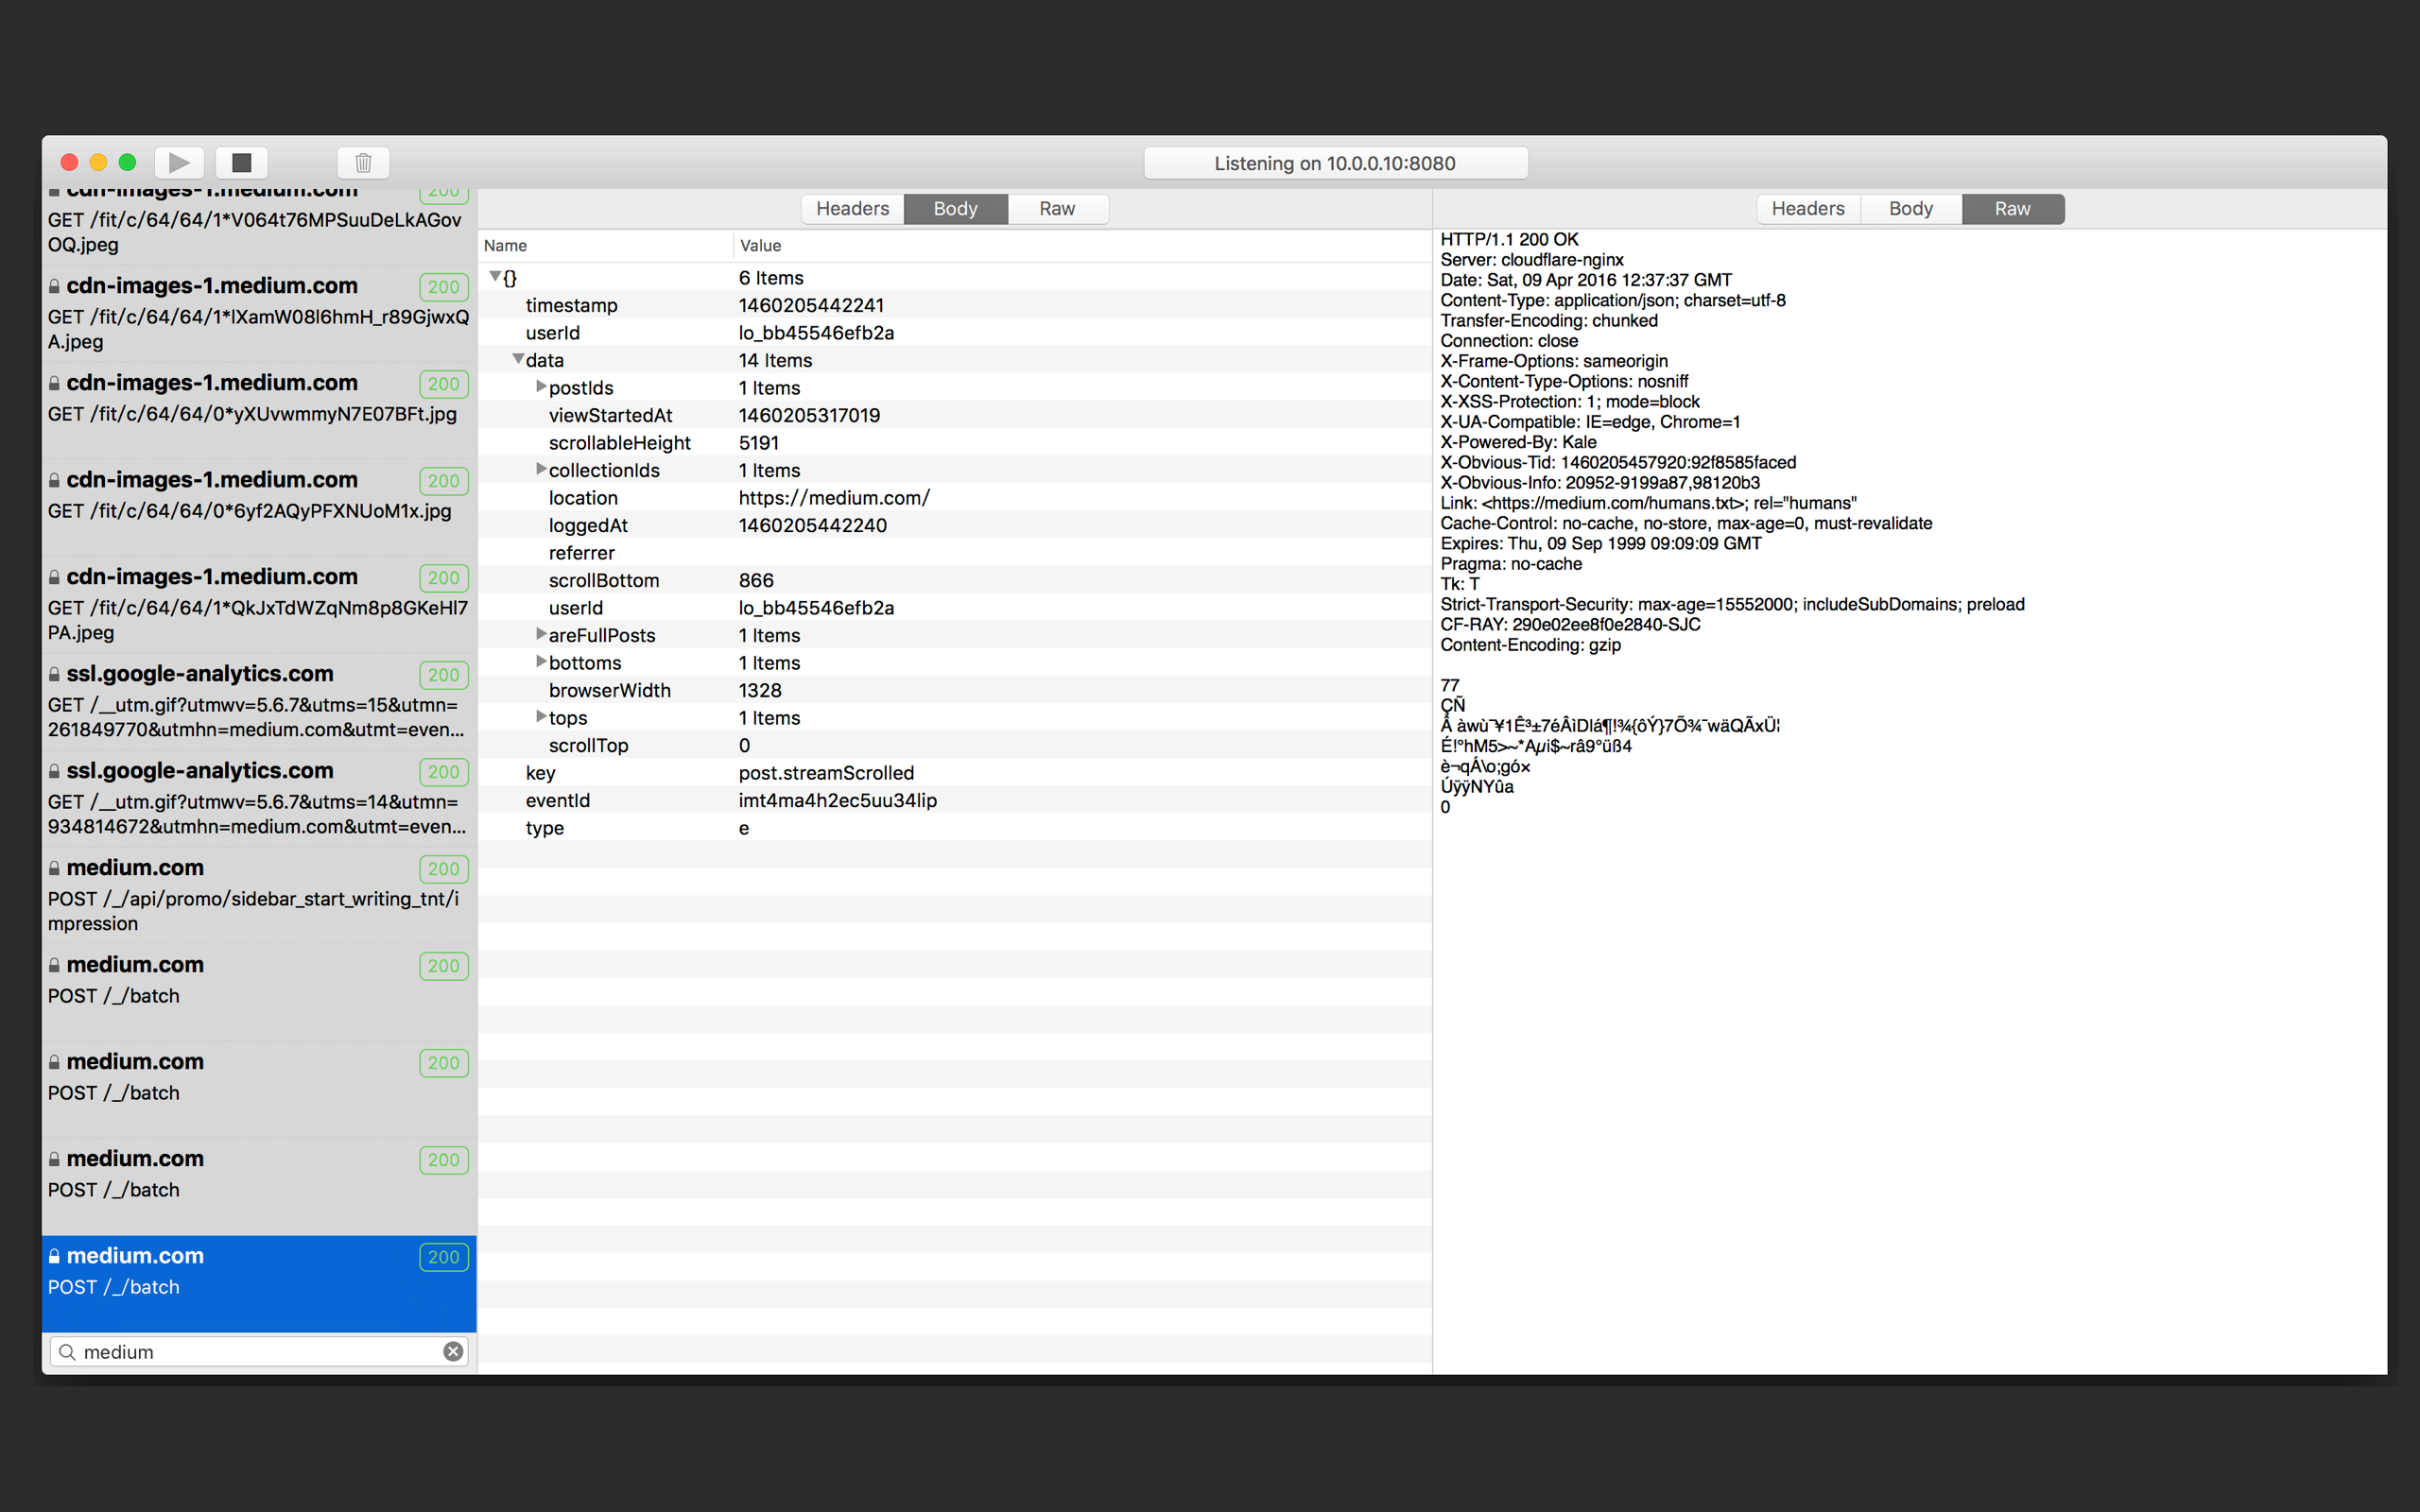 Listening on 10.0.0.10:8080
cdn-images-1.medium.com 200
GET /fit/c/64/64/1*V064t76MPSuuDeLkAGov
OQ.jpeg
cdn-images-1.medium.com 200
GET /fit/c/64/64/1*lXamW08l6hmH_r89GjwxQ
A.jpeg
cdn-images-1.medium.com 200
GET /fit/c/64/64/0*yXUvwmmyN7E07BFt.jpg
cdn-images-1.medium.com 200
GET /fit/c/64/64/0*6yf2AQyPFXNUoM1x.jpg
cdn-images-1.medium.com 200
GET /fit/c/64/64/1*QkJxTdWZqNm8p8GKeHl7
PA.jpeg
ssl.google-analytics.com 200
GET /__utm.gif?utmwv=5.6.7&utms=15&utmn=
261849770&utmhn=medium.com&utmt=even...
ssl.google-analytics.com 200
GET /__utm.gif?utmwv=5.6.7&utms=14&utmn=
934814672&utmhn=medium.com&utmt=even...
medium.com 200
POST /_/api/promo/sidebar_start_writing_tnt/i
mpression
medium.com 200
POST /_/batch
medium.com 200
POST /_/batch
medium.com 200
POST /_/batch
medium.com 200
POST /_/batch
medium
Headers Body Raw
Name Value
{} 6 Items
timestamp 1460205442241
userId lo_bb45546efb2a
data 14 Items
postIds 1 Items
viewStartedAt 1460205317019
scrollableHeight 5191
collectionIds 1 Items
location https://medium.com/
loggedAt 1460205442240
referrer
scrollBottom 866
userId lo_bb45546efb2a
areFullPosts 1 Items
bottoms 1 Items
browserWidth 1328
tops 1 Items
scrollTop 0
key post.streamScrolled
eventId imt4ma4h2ec5uu34lip
type e
Headers Body Raw
HTTP/1.1 200 OK
Server: cloudflare-nginx
Date: Sat, 09 Apr 2016 12:37:37 GMT
Content-Type: application/json; charset=utf-8
Transfer-Encoding: chunked
Connection: close
X-Frame-Options: sameorigin
X-Content-Type-Options: nosniff
X-XSS-Protection: 1; mode=block
X-UA-Compatible: IE=edge, Chrome=1
X-Powered-By: Kale
X-Obvious-Tid: 1460205457920:92f8585faced
X-Obvious-Info: 20952-9199a87,98120b3
Link: <https://medium.com/humans.txt>; rel="humans"
Cache-Control: no-cache, no-store, max-age=0, must-revalidate
Expires: Thu, 09 Sep 1999 09:09:09 GMT
Pragma: no-cache
Tk: T
Strict-Transport-Security: max-age=15552000; includeSubDomains; preload
CF-RAY: 290e02ee8f0e2840-SJC
Content-Encoding: gzip
77
ÇÑ
Â àwù¯¥1Ê³±7éÂìDlá¶!¾{ôÝ}7Õ¾¯wäQÃxÜ¦
É!°hM5>~*Aµi$~râ9°üß4
è¬qÁ\o;gó×
ÚÿÿNYûa
0